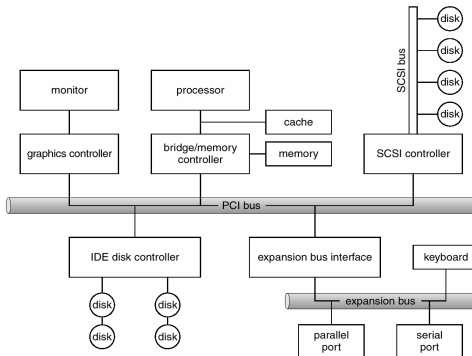 disk
disk
disk
disk
SCSI bus
monitor
processor
cache
graphics controller
bridge/memory
controller
memory
SCSI controller
PCI bus
IDE disk controller
expansion bus interface
keyboard
disk
disk
disk
disk
expansion bus
parallel
port
serial
port